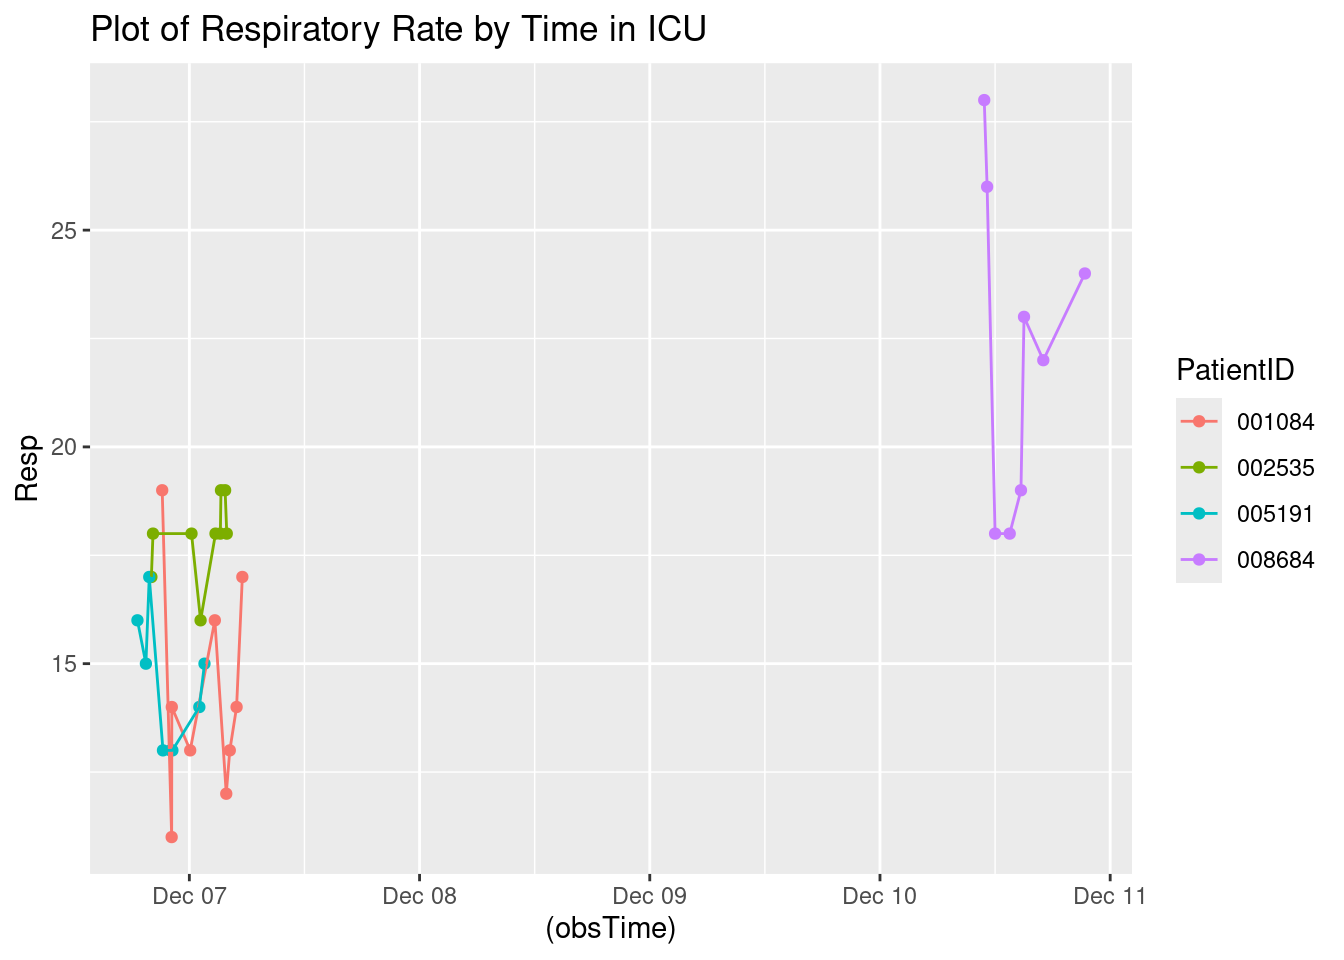 Plot of Respiratory Rate by Time in ICU
25
20
15
Resp
Dec 07
Dec 08
Dec 09
Dec 10
Dec 11
(obsTime)
PatientID
001084
002535
005191
008684